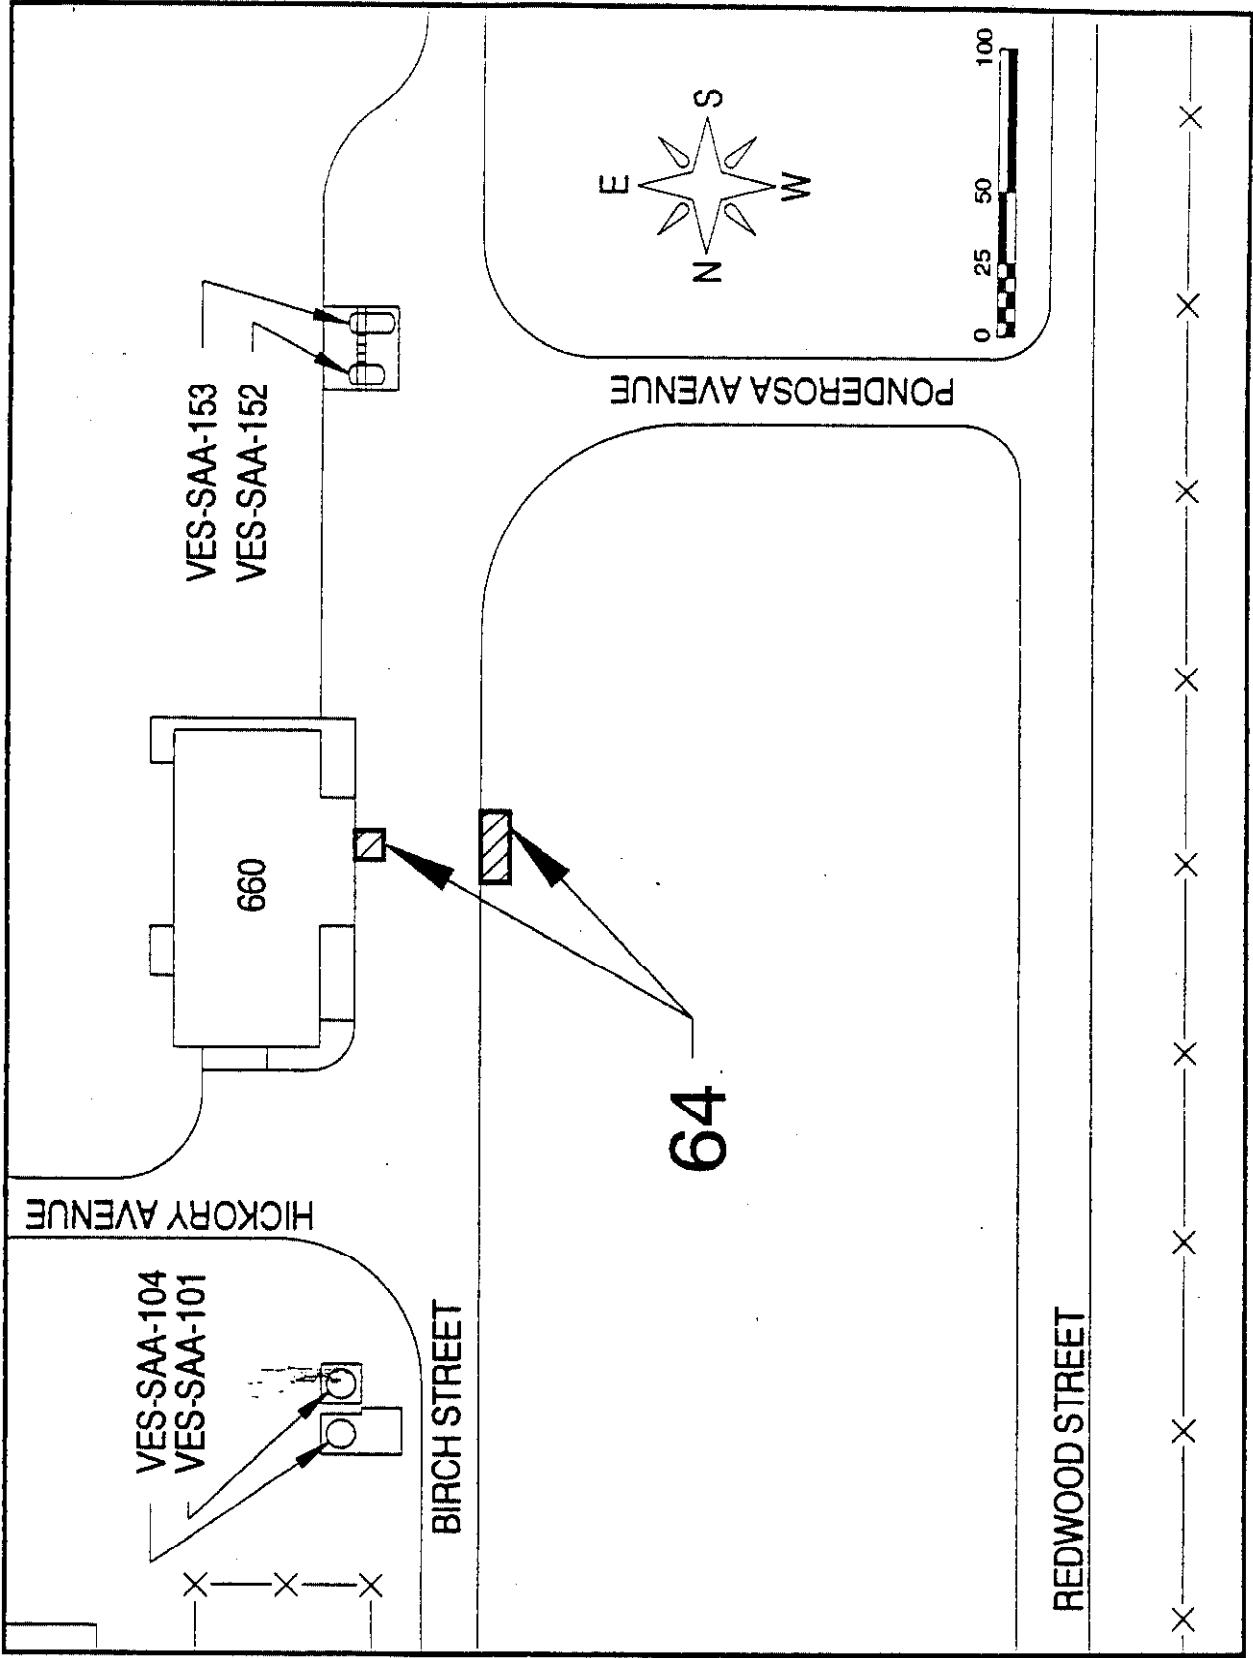 VES-SAA-104
VES-SAA-101
HICKORY AVENUE
660
VES-SAA-153
VES-SAA-152
BIRCH STREET
64
PONDEROSA AVENUE
N
E
S
W
REDWOOD STREET
0 25 50 100